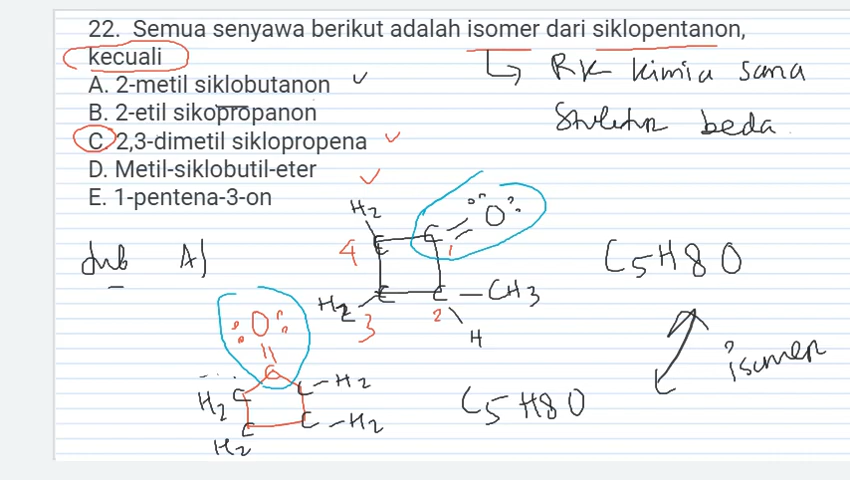 22. Semua senyawa berikut adalah isomer dari siklopentanon,
kecuali
A. 2-metil siklobutanon
B. 2-etil sikopropanon
C. 2,3-dimetil siklopropena
D. Metil-siklobutil-eter
E. 1-pentena-3-on
RK kimia sama
beda
A)
H2
C
C
O
4
1
C5H8O
H2
C
C
-CH3
3
2
H
O
isomer
C
H2
C
C
-H2
C5H8O
C
C
-H2
H2